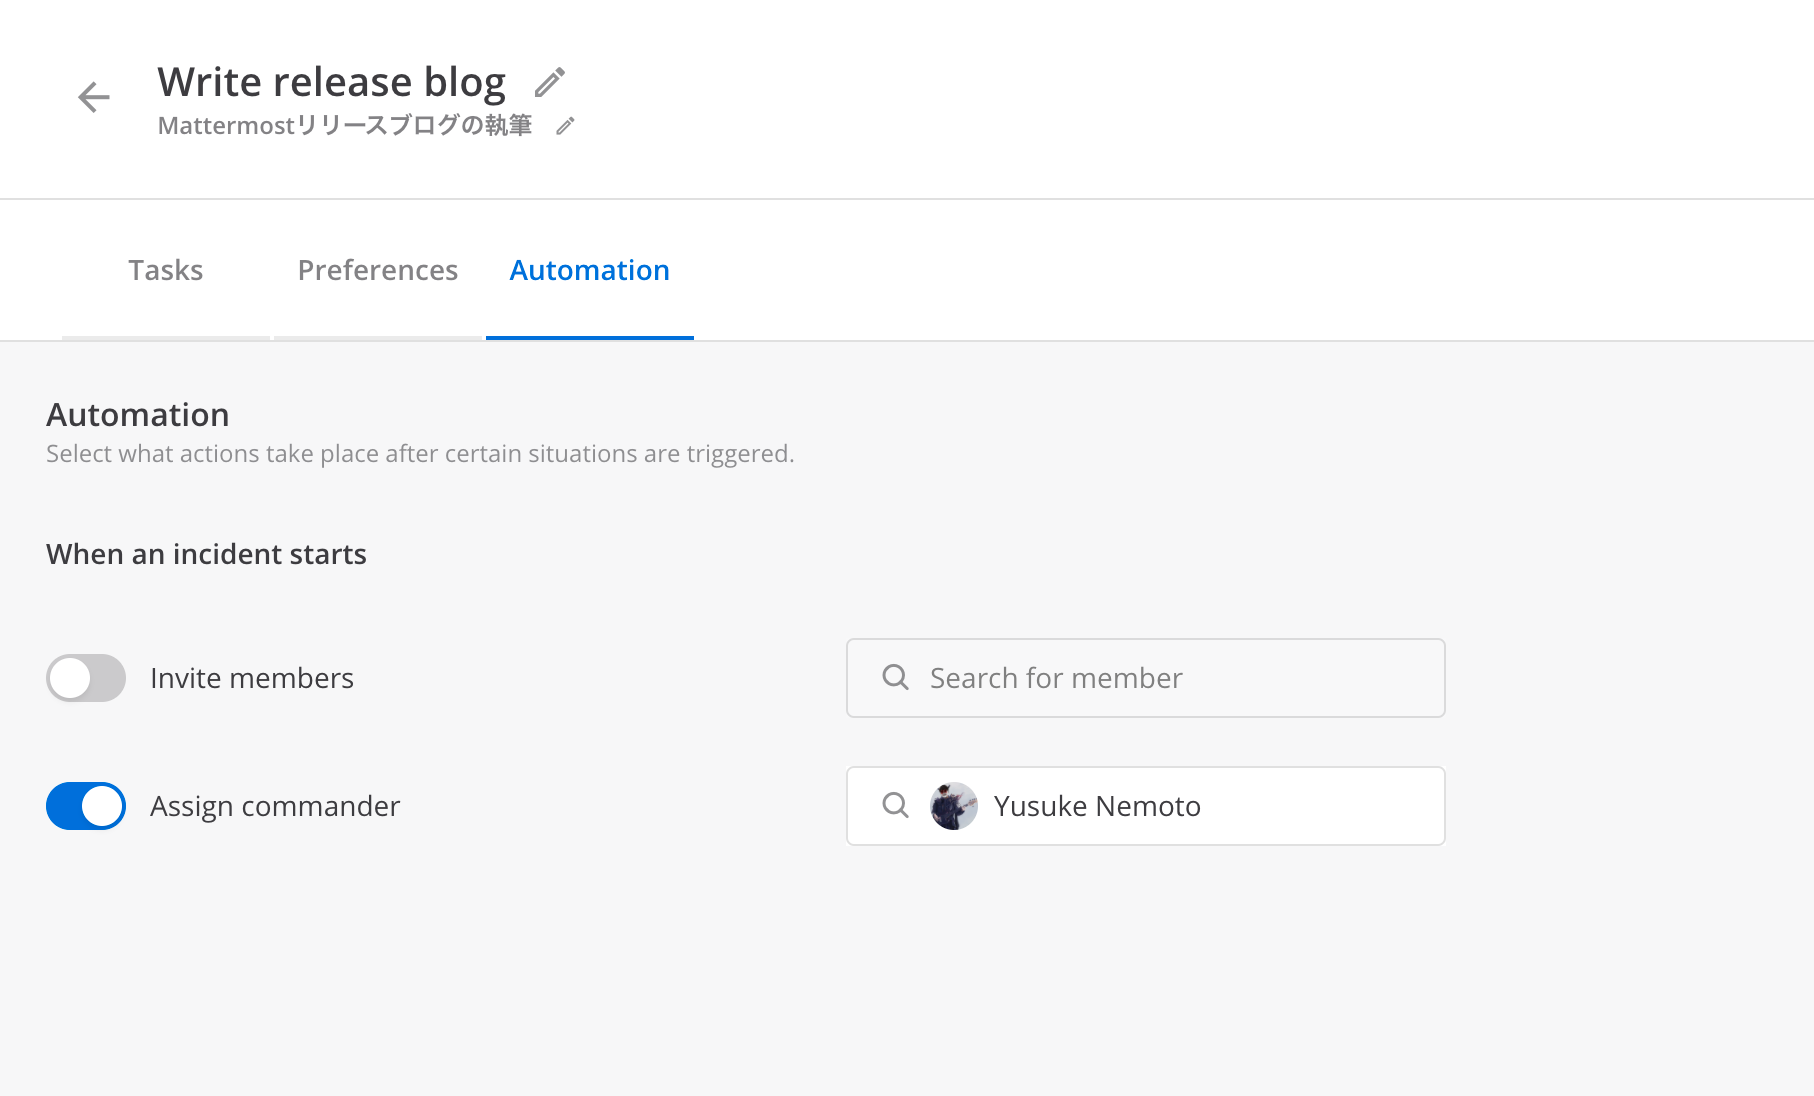 Write release blog
Mattermostリリースブログの執筆
Tasks
Preferences
Automation
Automation
Select what actions take place after certain situations are triggered.
When an incident starts
Invite members
Search for member
Assign commander
Yusuke Nemoto